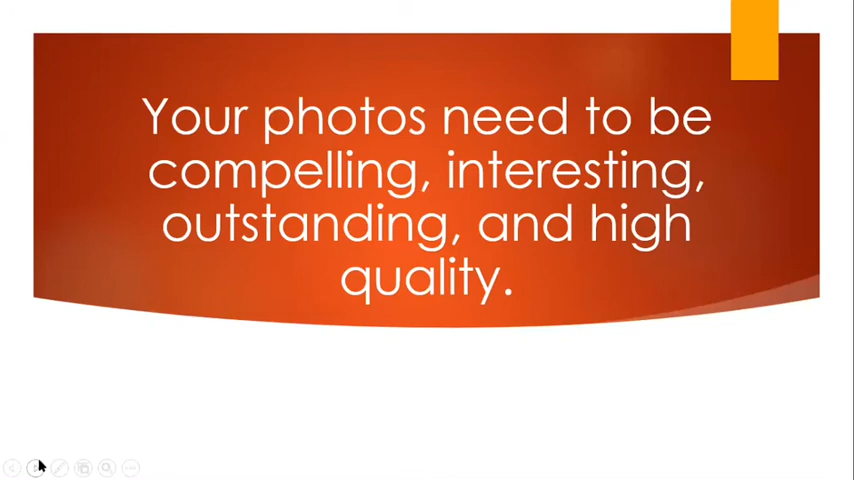 Your photos need to be
compelling, interesting,
outstanding, and high
quality.